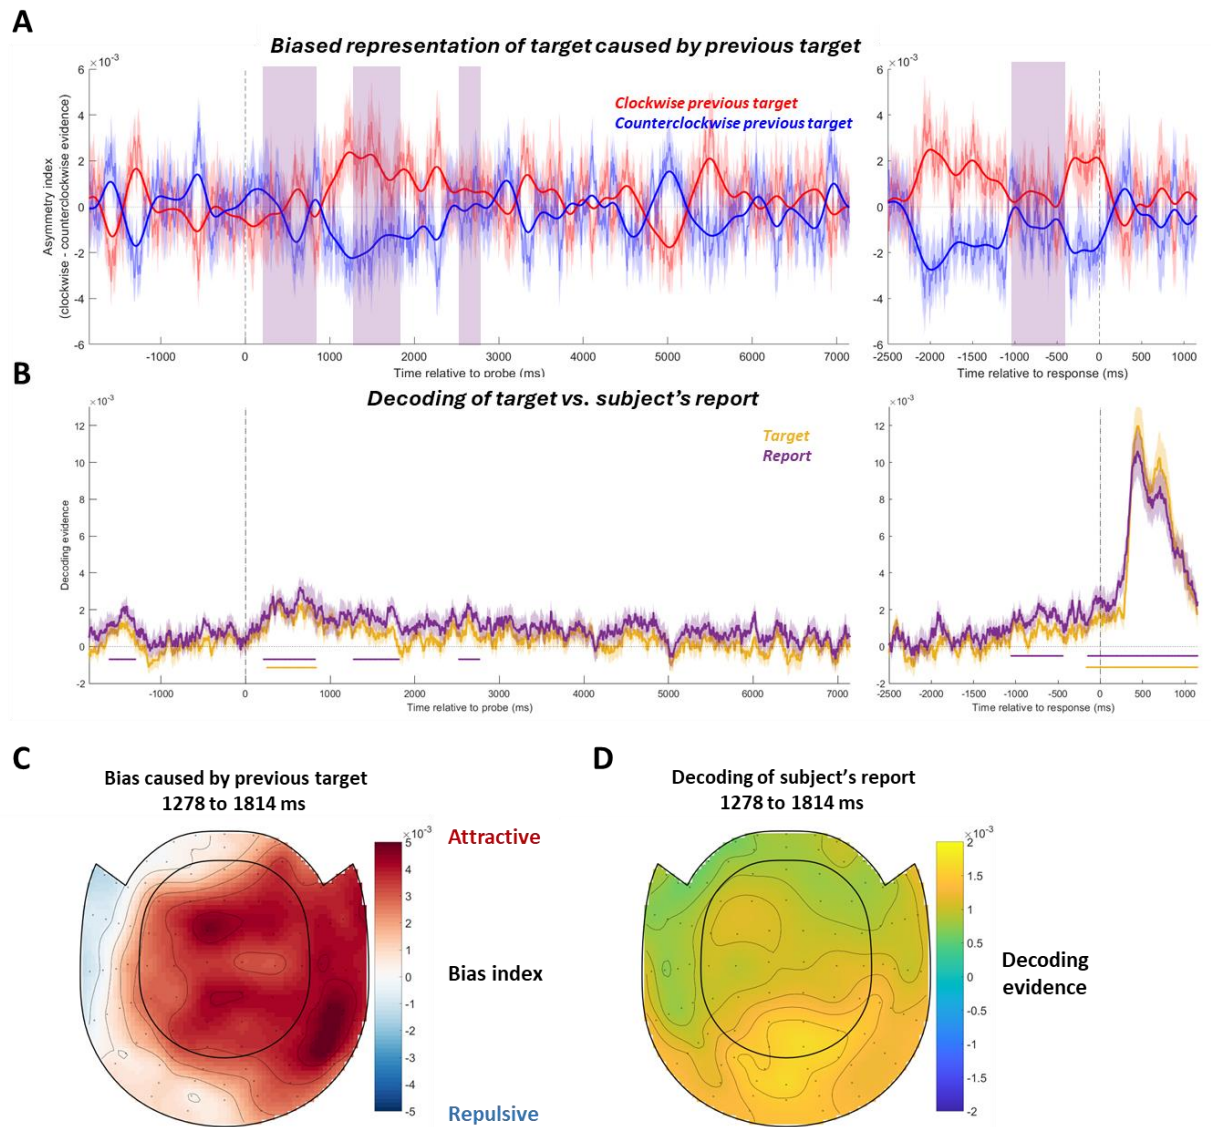 A
Biased representation of target caused by previous target
×10⁻³
6
4
2
0
-2
-4
-6
Asymmetry index
(clockwise - counterclockwise evidence)
Clockwise previous target
Counterclockwise previous target
-1000 0 1000 2000 3000 4000 5000 6000 7000
Time relative to probe (ms)
×10⁻³
6
4
2
0
-2
-4
-6
-2500 -2000 -1500 -1000 -500 0 500 1000
Time relative to response (ms)
B
Decoding of target vs. subject's report
×10⁻³
12
10
8
6
4
2
0
-2
Decoding evidence
Target
Report
-1000 0 1000 2000 3000 4000 5000 6000 7000
Time relative to probe (ms)
×10⁻³
12
10
8
6
4
2
0
-2
-2500 -2000 -1500 -1000 -500 0 500 1000
Time relative to response (ms)
C
Bias caused by previous target
1278 to 1814 ms
×10⁻³
5
4
3
2
1
0
-1
-2
-3
-4
-5
Attractive
Bias index
Repulsive
D
Decoding of subject's report
1278 to 1814 ms
×10⁻³
2
1.5
1
0.5
0
-0.5
-1
-1.5
-2
Decoding
evidence